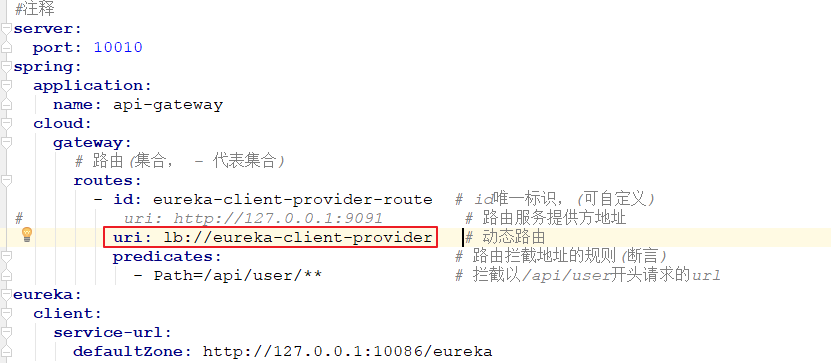 #注释
server:
  port: 10010
spring:
  application:
    name: api-gateway
  cloud:
    gateway:
      # 路由(集合， - 代表集合)
      routes:
        - id: eureka-client-provider-route  # id唯一标识，(可自定义)
#          uri: http://127.0.0.1:9091         # 路由服务提供方地址
          uri: lb://eureka-client-provider   # 动态路由
          predicates:                        # 路由拦截地址的规则(断言)
            - Path=/api/user/**              # 拦截以/api/user开头请求的url
eureka:
  client:
    service-url:
      defaultZone: http://127.0.0.1:10086/eureka